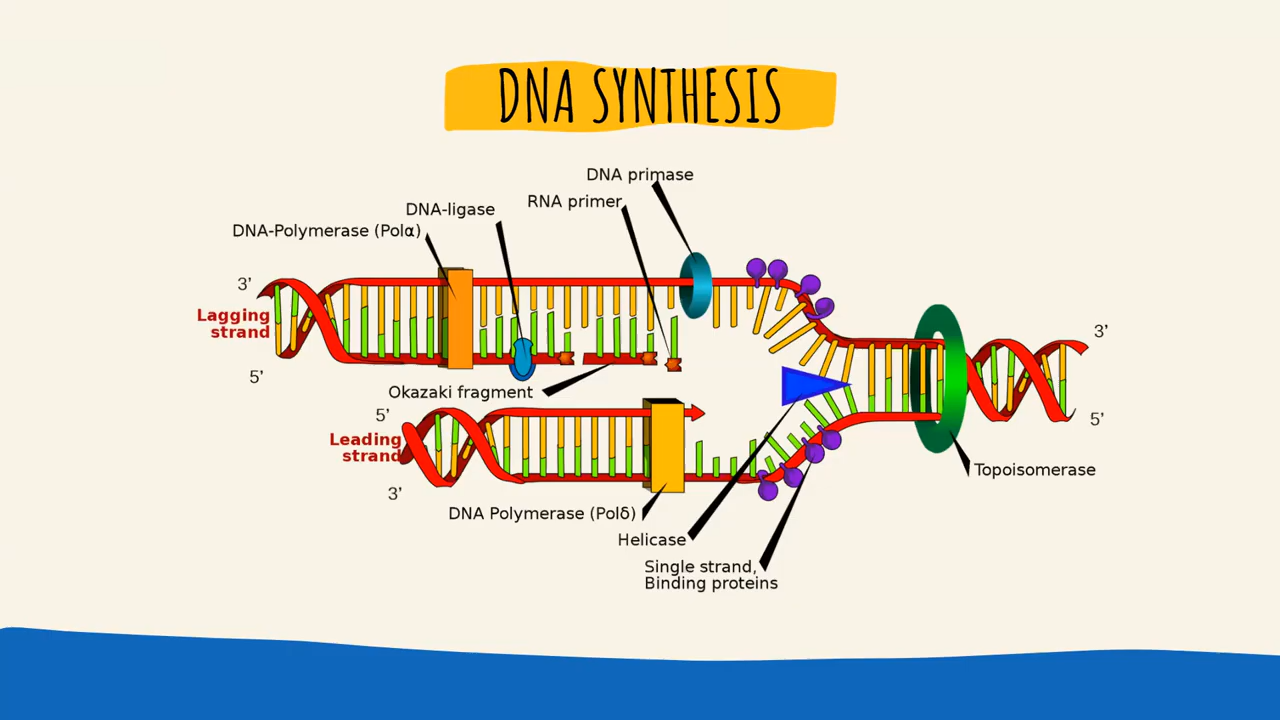 DNA SYNTHESIS
DNA primase
RNA primer
DNA-ligase
DNA-Polymerase (Polα)
3’
Lagging
strand
5’
Okazaki fragment
3’
5’
5’
Leading
strand
3’
Topoisomerase
DNA Polymerase (Polδ)
Helicase
Single strand,
Binding proteins